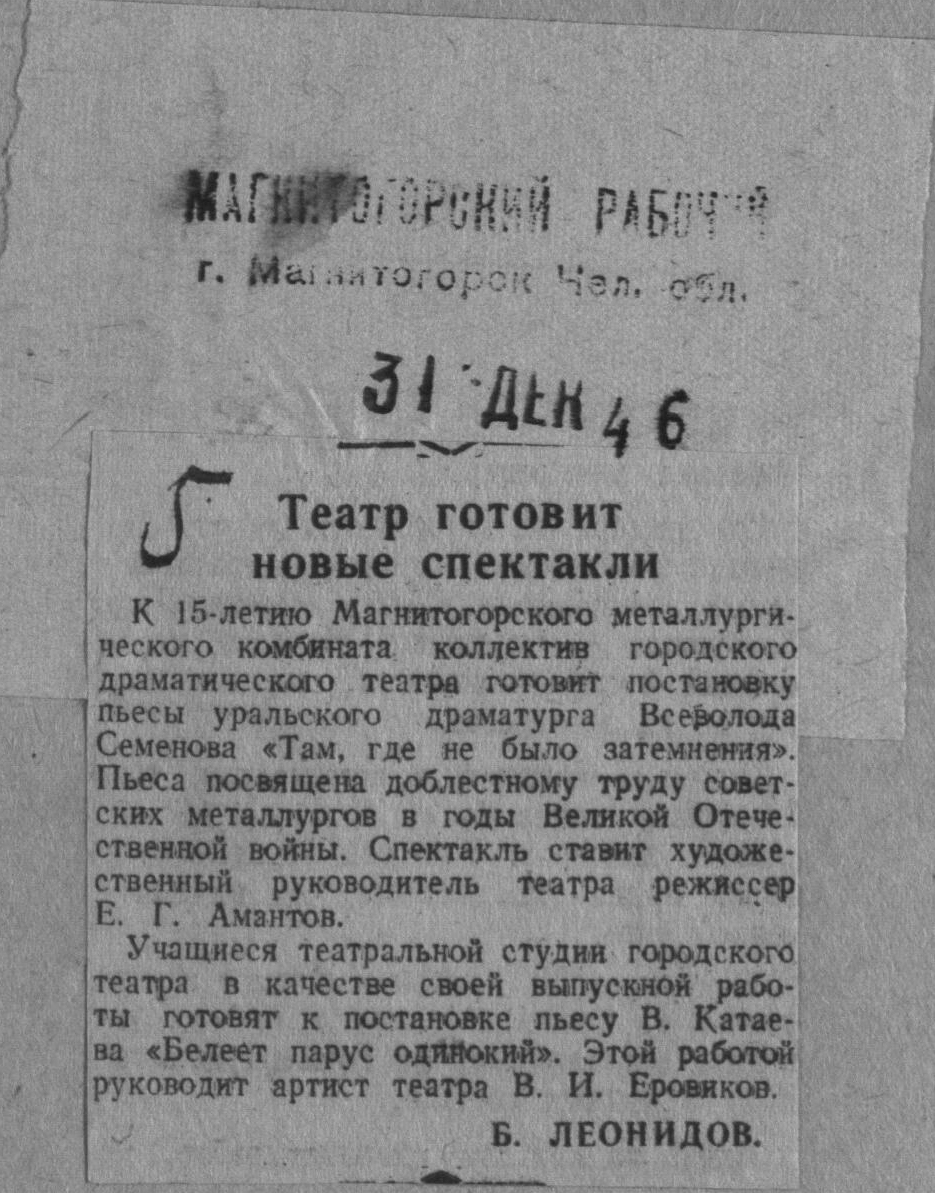 МАГНИТОГОРСКИЙ РАБОЧИЙ
г. Магнитогорск Чел. обл.
31 ДЕК 46
5
Театр готовит
новые спектакли
К 15-летию Магнитогорского металлурги-
ческого комбината коллектив городского
драматического театра готовит постановку
пьесы уральского драматурга Всеволода
Семенова «Там, где не было затемнения».
Пьеса посвящена доблестному труду совет-
ских металлургов в годы Великой Отече-
ственной войны. Спектакль ставит художе-
ственный руководитель театра режиссер
Е. Г. Амантов.
Учащиеся театральной студии городского
театра в качестве своей выпускной рабо-
ты готовят к постановке пьесу В. Катае-
ва «Белеет парус одинокий». Этой работой
руководит артист театра В. И. Еровиков.
Б. ЛЕОНИДОВ.